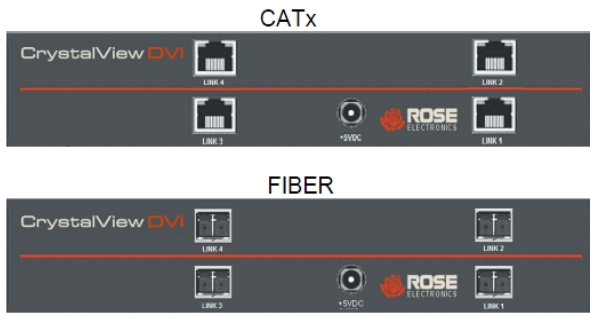 CATx
CrystalView DVI
LINK 4
LINK 2
LINK 3
+5VDC
ROSE
ELECTRONICS
LINK 1
FIBER
CrystalView DVI
LINK 4
LINK 2
LINK 3
+5VDC
ROSE
ELECTRONICS
LINK 1